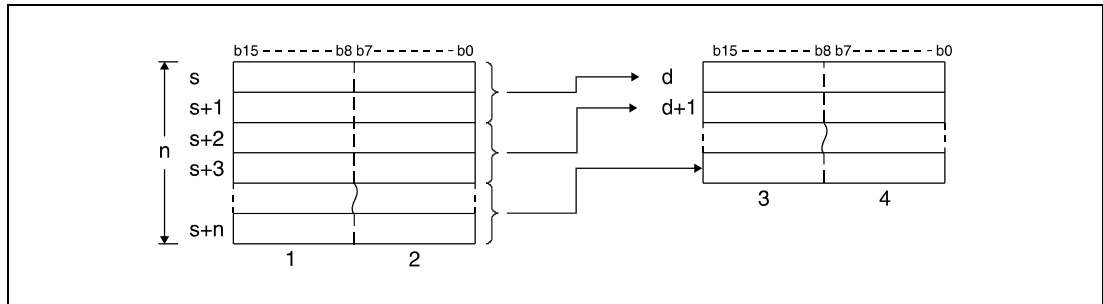 b15 - - - - - - - b8 b7- - - - - - - - b0
b15 - - - - - - - b8 b7- - - - - - - - b0
s
d
s+1
d+1
s+2
n
s+3
3
4
s+n
1
2